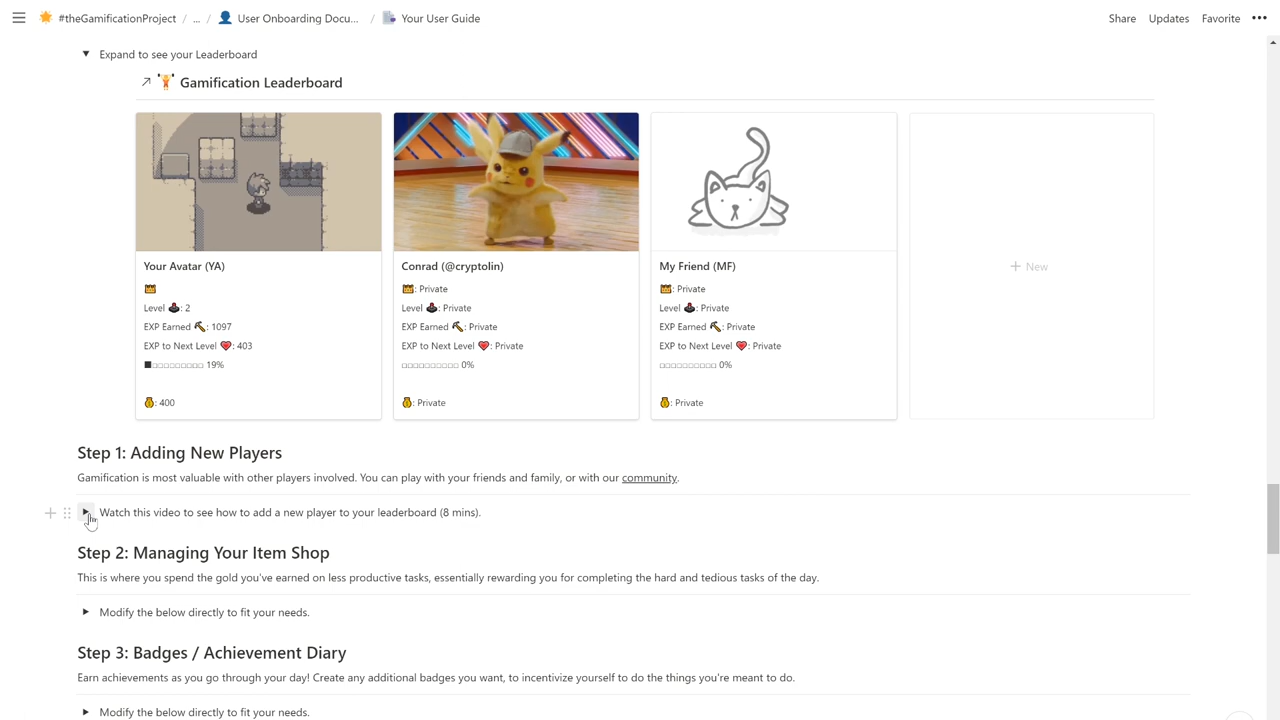 #theGamificationProject / ... / User Onboarding Docu... / Your User Guide
Share Updates Favorite •••
Expand to see your Leaderboard
Gamification Leaderboard
Your Avatar (YA)
Level : 2
EXP Earned : 1097
EXP to Next Level : 403
19%
: 400
Conrad (@cryptolin)
: Private
Level : Private
EXP Earned : Private
EXP to Next Level : Private
0%
: Private
My Friend (MF)
: Private
Level : Private
EXP Earned : Private
EXP to Next Level : Private
0%
: Private
+ New
Step 1: Adding New Players
Gamification is most valuable with other players involved. You can play with your friends and family, or with our community.
Watch this video to see how to add a new player to your leaderboard (8 mins).
Step 2: Managing Your Item Shop
This is where you spend the gold you've earned on less productive tasks, essentially rewarding you for completing the hard and tedious tasks of the day.
Modify the below directly to fit your needs.
Step 3: Badges / Achievement Diary
Earn achievements as you go through your day! Create any additional badges you want, to incentivize yourself to do the things you're meant to do.
Modify the below directly to fit your needs.